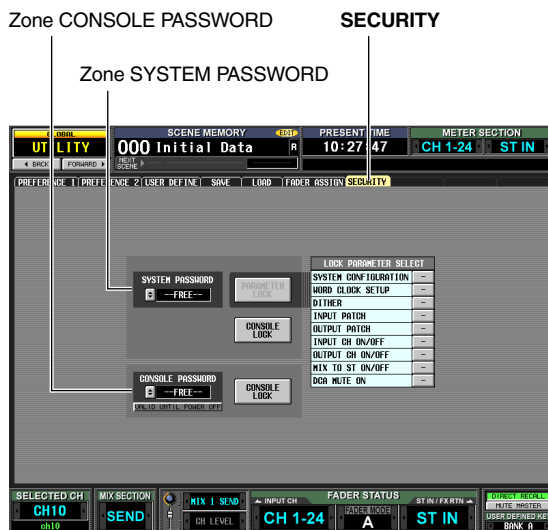 Zone CONSOLE PASSWORD
SECURITY
Zone SYSTEM PASSWORD
GLOBAL
UTILITY
SCENE MEMORY
EDIT
PRESENT TIME
METER SECTION
000 Initial Data
R
10:27:47
CH 1-24
ST IN
BACK
FORWARD
NEXT SCENE
PREFERENCE 1
PREFERENCE 2
USER DEFINE
SAVE
LOAD
FADER ASSIGN
SECURITY
LOCK PARAMETER SELECT
SYSTEM PASSWORD
--FREE--
PARAMETER LOCK
CONSOLE LOCK
SYSTEM CONFIGURATION -
WORD CLOCK SETUP -
DITHER -
INPUT PATCH -
OUTPUT PATCH -
INPUT CH ON/OFF -
OUTPUT CH ON/OFF -
MIX TO ST ON/OFF -
DCA MUTE ON -
CONSOLE PASSWORD
--FREE--
VALID UNTIL POWER OFF
CONSOLE LOCK
SELECTED CH
CH10
ch10
MIX SECTION
SEND
MIX 1 SEND
CH LEVEL
FADER STATUS
INPUT CH
CH 1-24
FADER MODE
A
ST IN / FX RTN
ST IN
DIRECT RECALL
MUTE MASTER
USER DEFINED KE
BANK A